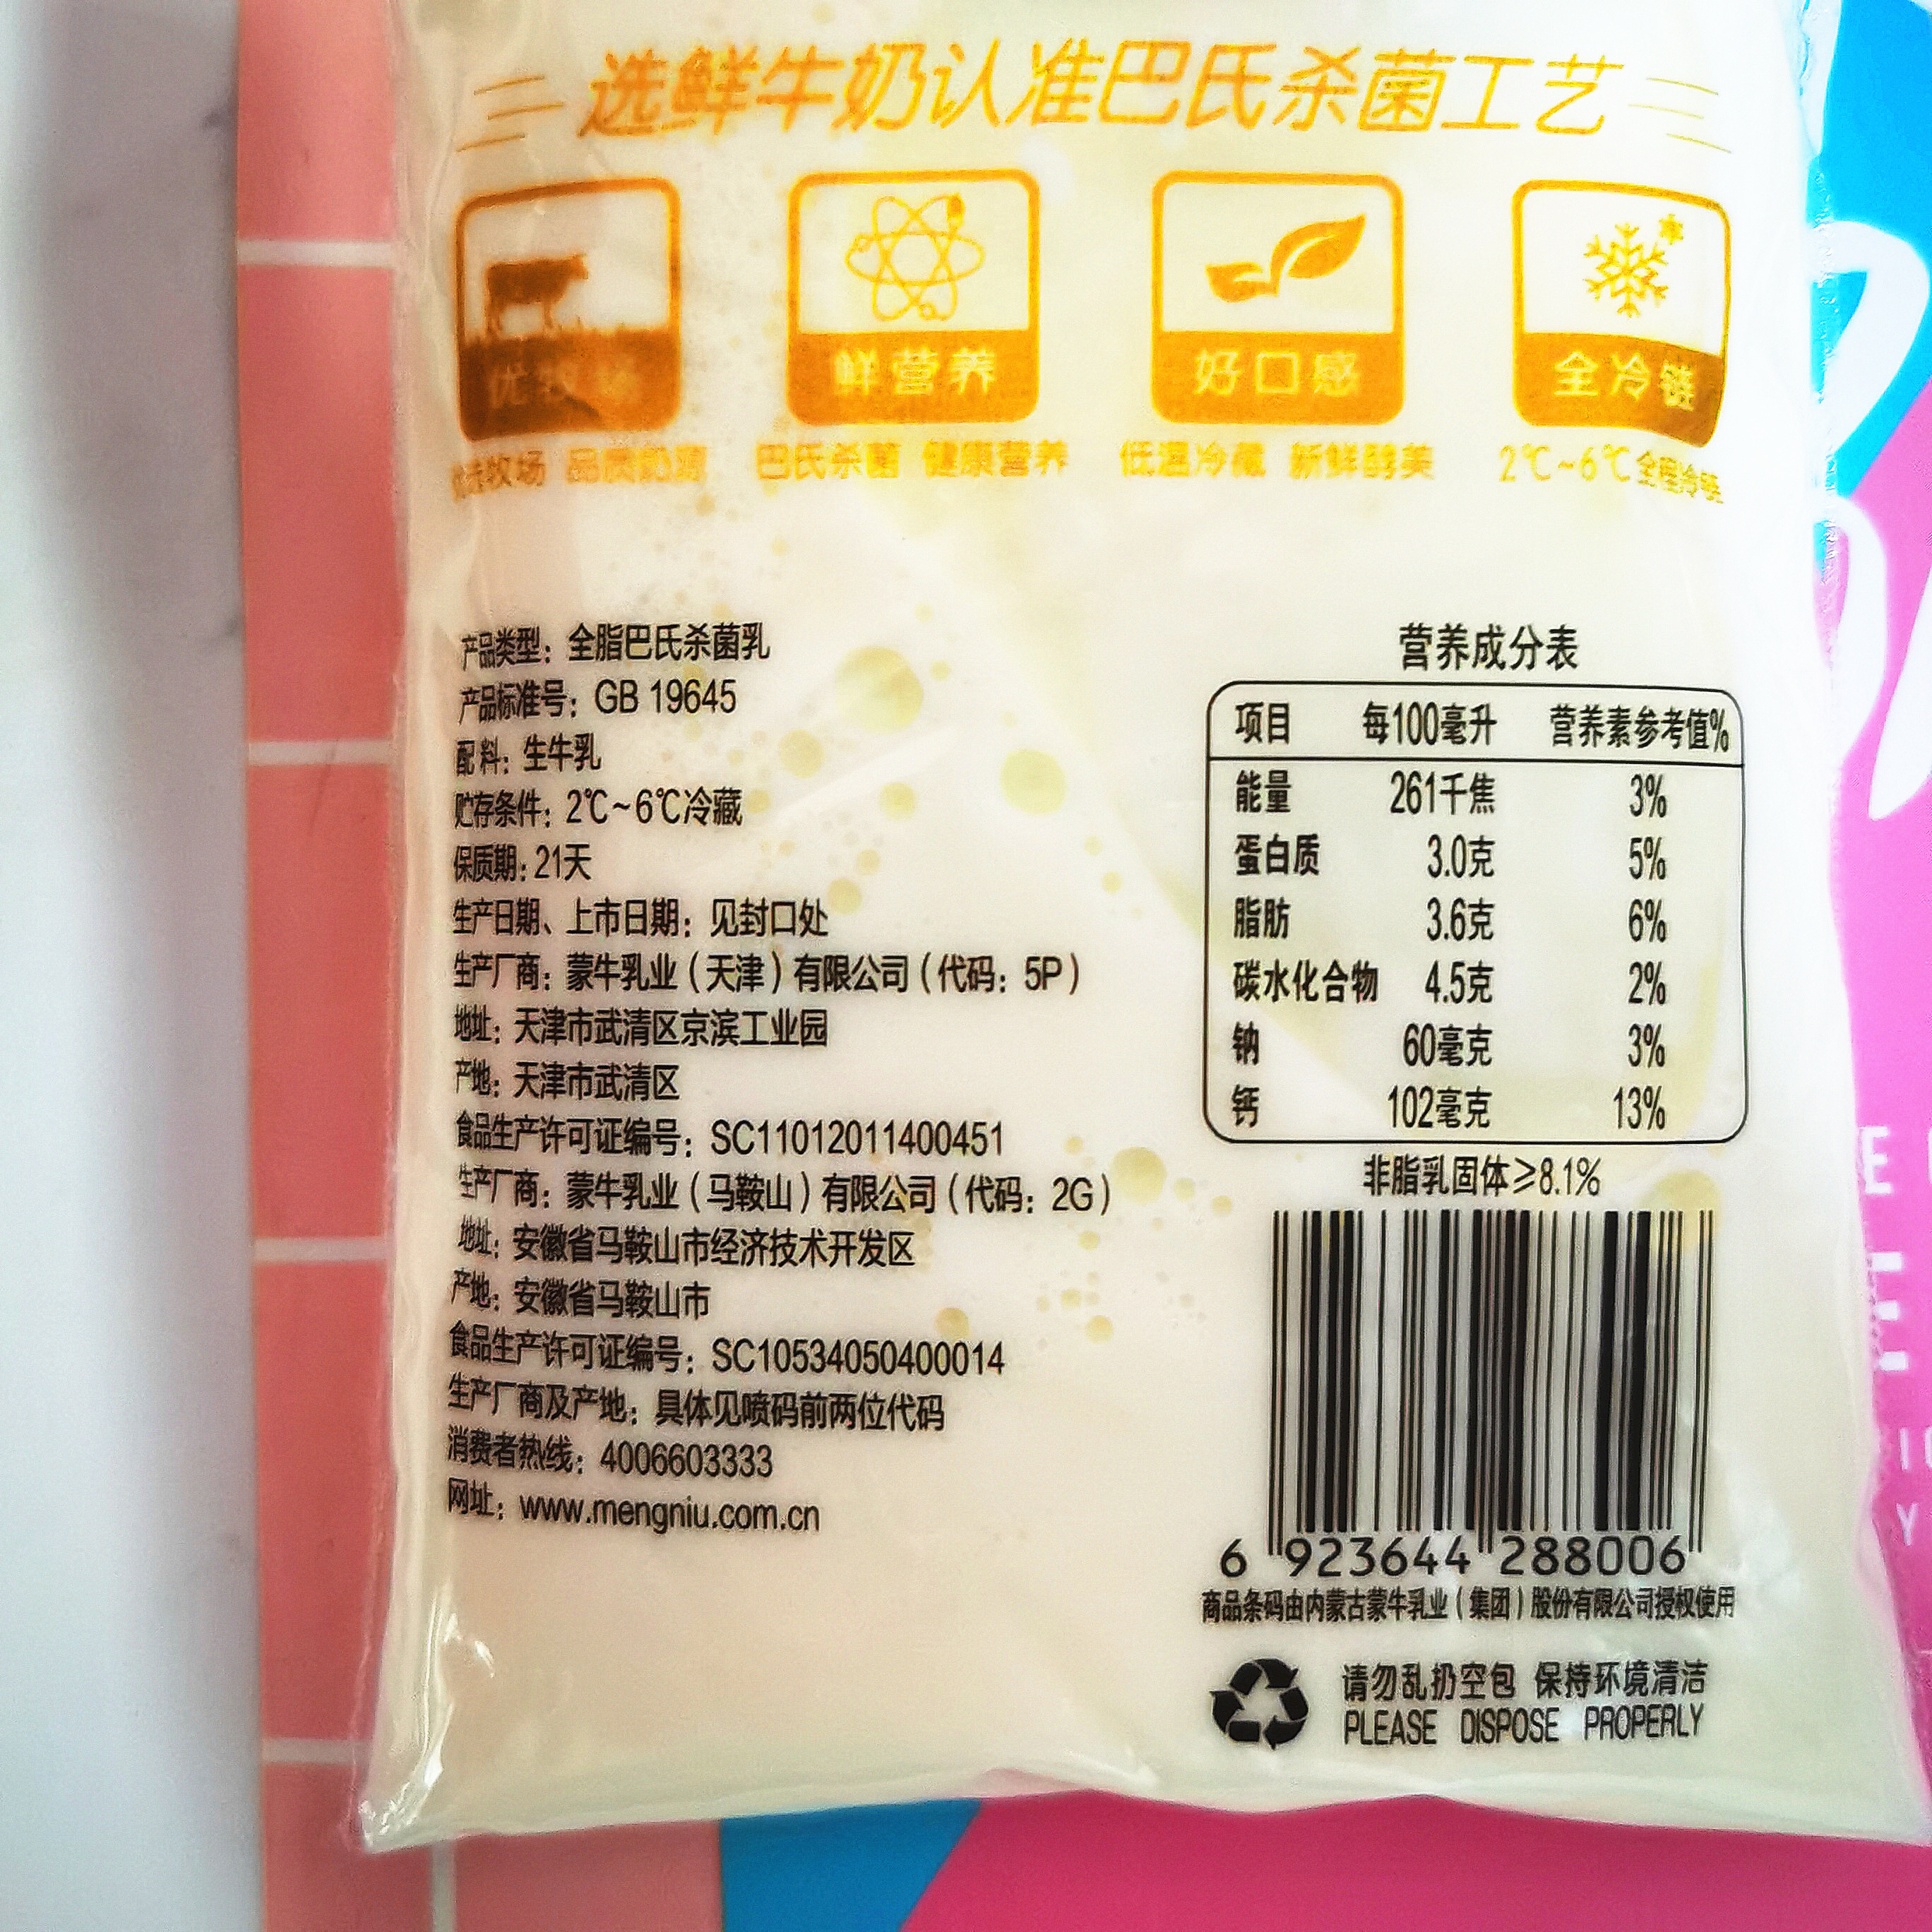 选鲜牛奶认准巴氏杀菌工艺
优牧场 鲜营养 好口感 全冷链
牧场 品质奶源 巴氏杀菌 健康营养 低温冷藏 新鲜醇美 2℃~6℃全程冷链
产品类型：全脂巴氏杀菌乳
产品标准号：GB 19645
配料：生牛乳
贮存条件：2℃~6℃冷藏
保质期：21天
生产日期、上市日期：见封口处
生产厂商：蒙牛乳业（天津）有限公司（代码：5P）
地址：天津市武清区京滨工业园
产地：天津市武清区
食品生产许可证编号：SC11012011400451
生产厂商：蒙牛乳业（马鞍山）有限公司（代码：2G）
地址：安徽省马鞍山市经济技术开发区
产地：安徽省马鞍山市
食品生产许可证编号：SC10534050400014
生产厂商及产地：具体见喷码前两位代码
消费者热线：4006603333
网址：www.mengniu.com.cn
营养成分表
项目 每100毫升 营养素参考值%
能量 261千焦 3%
蛋白质 3.0克 5%
脂肪 3.6克 6%
碳水化合物 4.5克 2%
钠 60毫克 3%
钙 102毫克 13%
非脂乳固体≥8.1%
6 923644 288006
商品条码由内蒙古蒙牛乳业（集团）股份有限公司授权使用
请勿乱扔空包 保持环境清洁
PLEASE DISPOSE PROPERLY